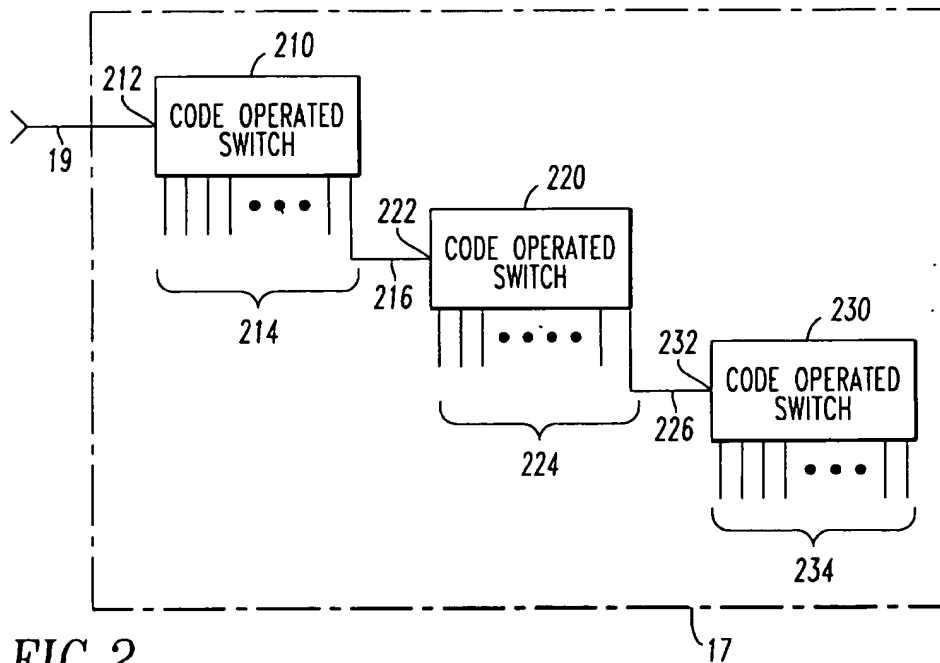 210
212
CODE OPERATED
SWITCH
19
220
222
CODE OPERATED
SWITCH
214
216
230
232
CODE OPERATED
SWITCH
224
226
234
17
FIG. 2